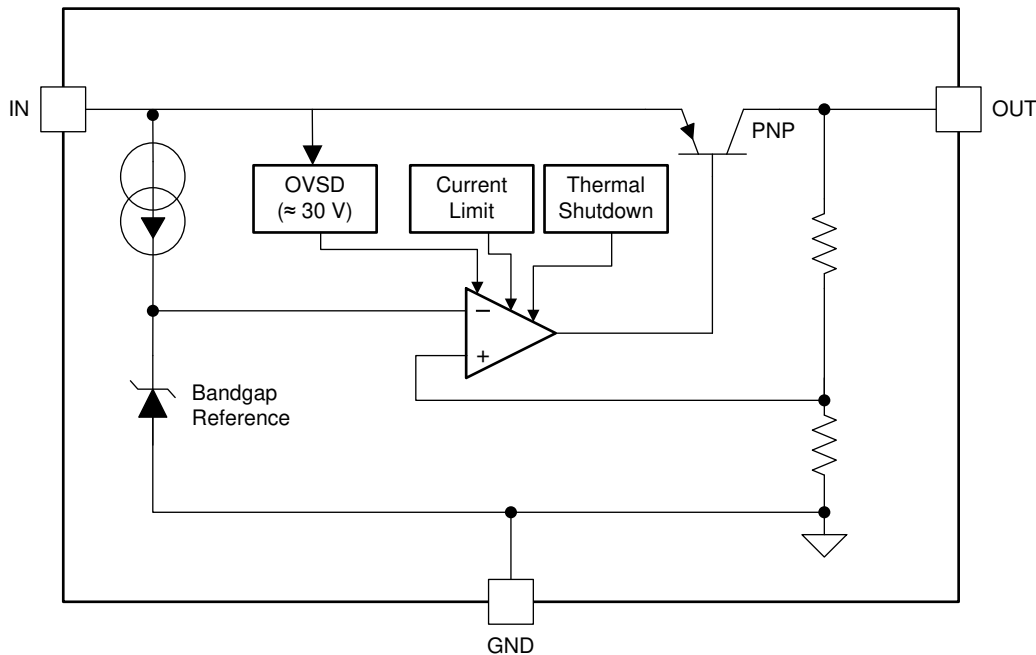 IN
OUT
PNP
OVSD
(≈ 30 V)
Current
Limit
Thermal
Shutdown
−
+
Bandgap
Reference
GND